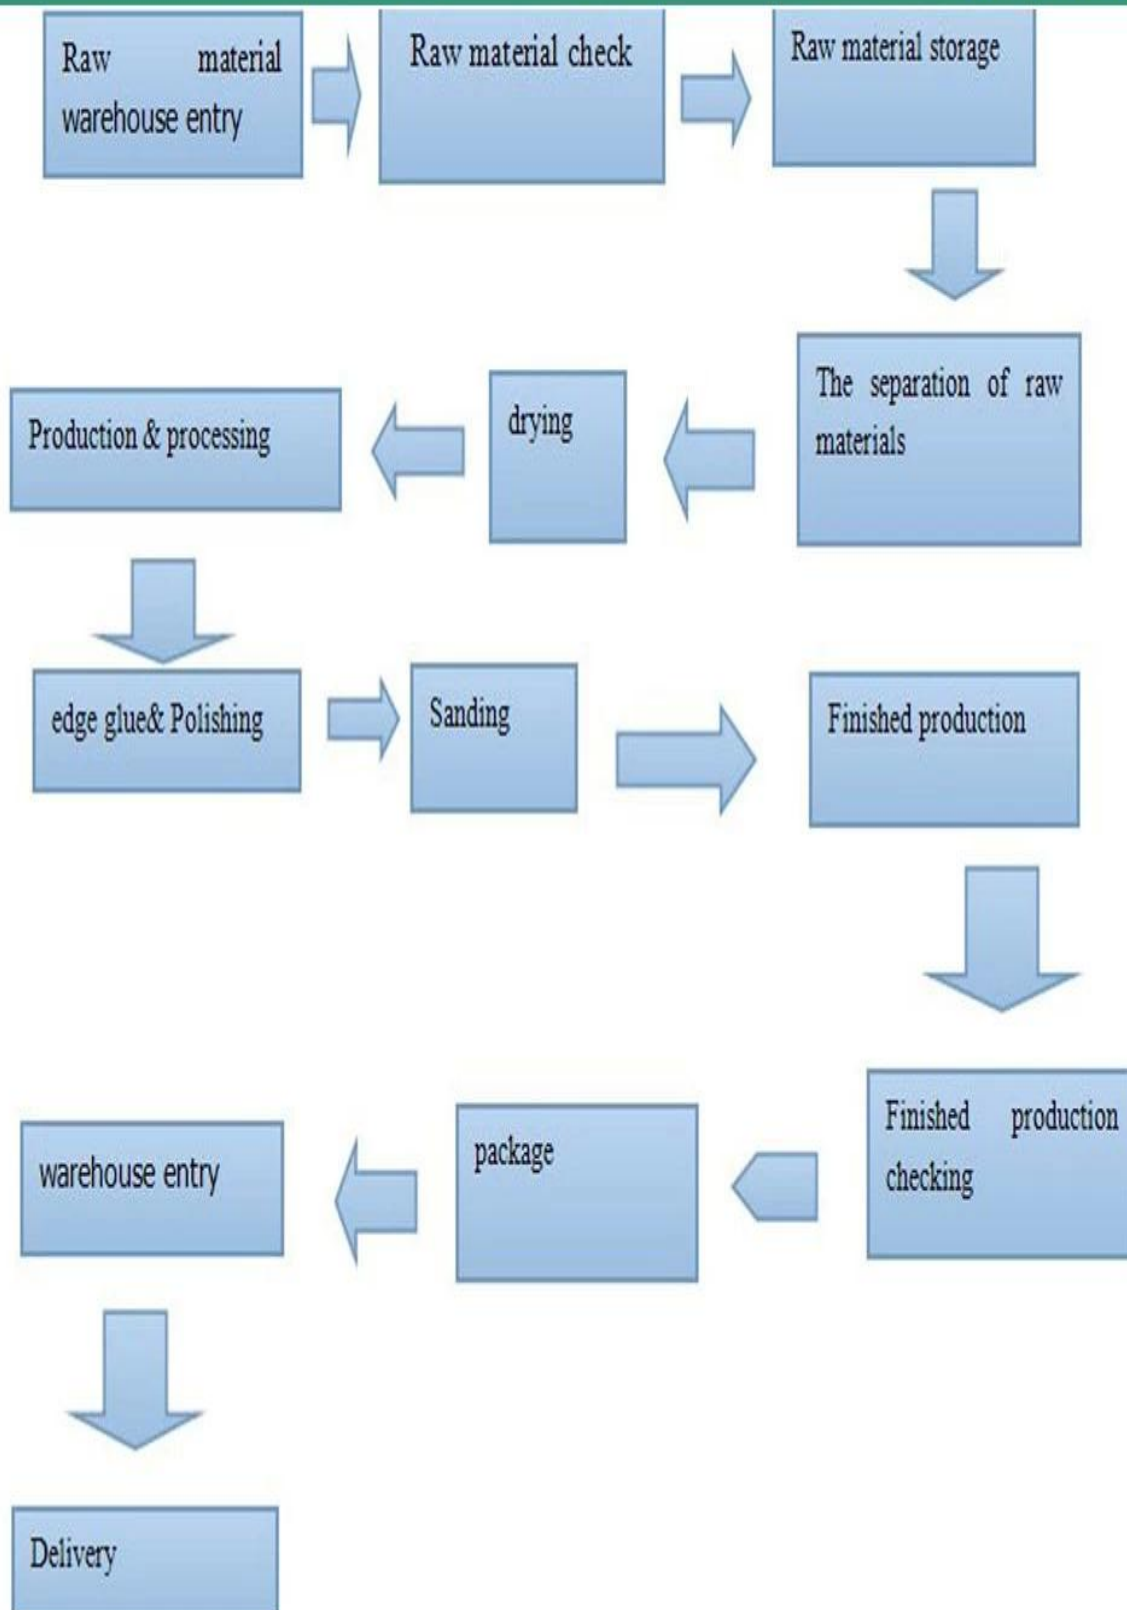 Raw material
warehouse entry
Raw material check
Raw material storage
The separation of raw
materials
drying
Production & processing
edge glue& Polishing
Sanding
Finished production
Finished production
checking
package
warehouse entry
Delivery